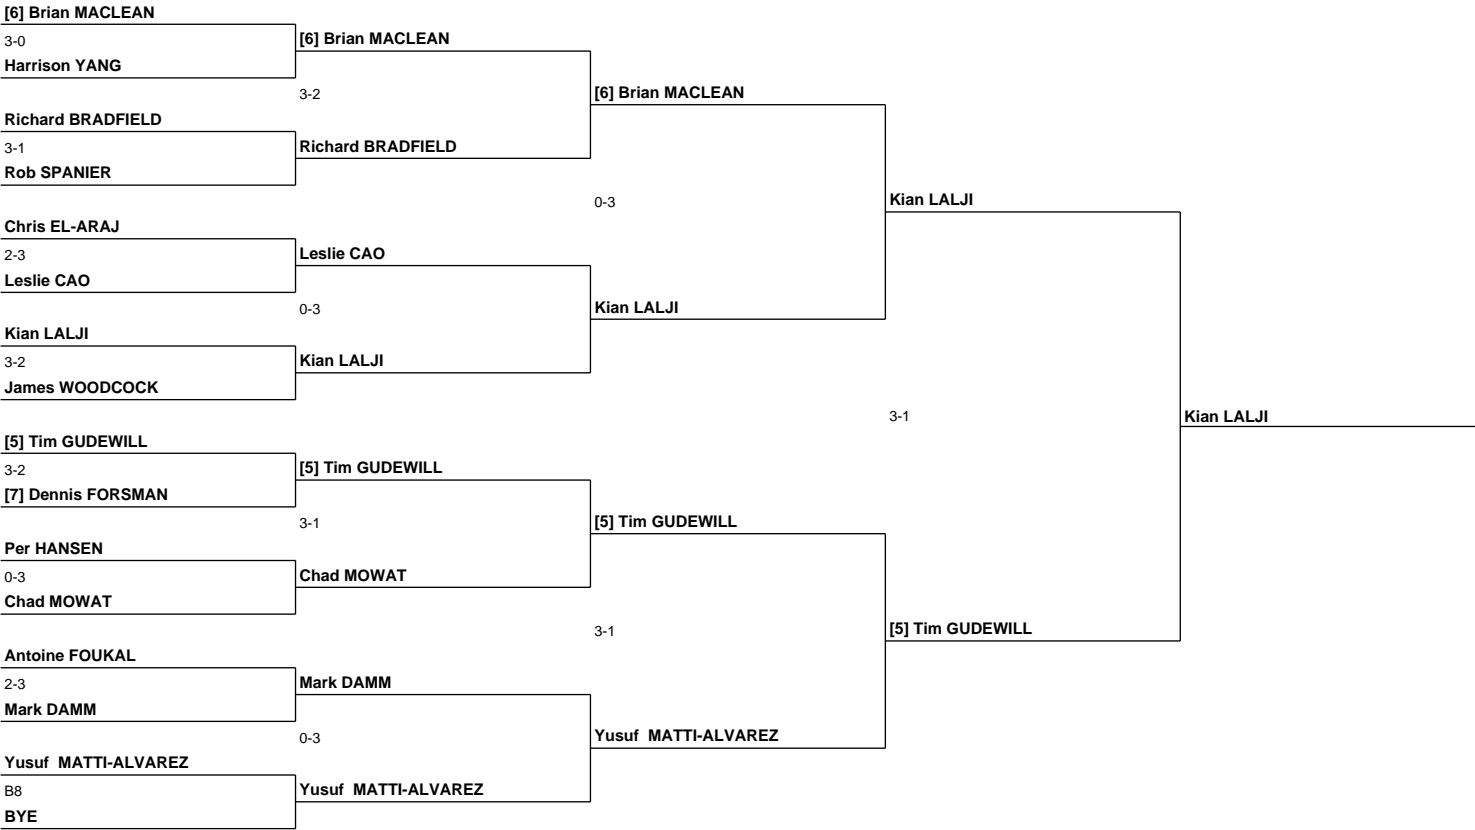 [6] Brian MACLEAN
3-0
Harrison YANG
Richard BRADFIELD
3-1
Rob SPANIER
Chris EL-ARAJ
2-3
Leslie CAO
Kian LALJI
3-2
James WOODCOCK
[5] Tim GUDEWILL
3-2
[7] Dennis FORSMAN
Per HANSEN
0-3
Chad MOWAT
Antoine FOUKAL
2-3
Mark DAMM
Yusuf  MATTI-ALVAREZ
B8
BYE
[6] Brian MACLEAN
3-2
Richard BRADFIELD
Leslie CAO
0-3
Kian LALJI
[5] Tim GUDEWILL
3-1
Chad MOWAT
Mark DAMM
0-3
Yusuf  MATTI-ALVAREZ
[6] Brian MACLEAN
0-3
Kian LALJI
[5] Tim GUDEWILL
3-1
Yusuf  MATTI-ALVAREZ
Kian LALJI
3-1
[5] Tim GUDEWILL
Kian LALJI